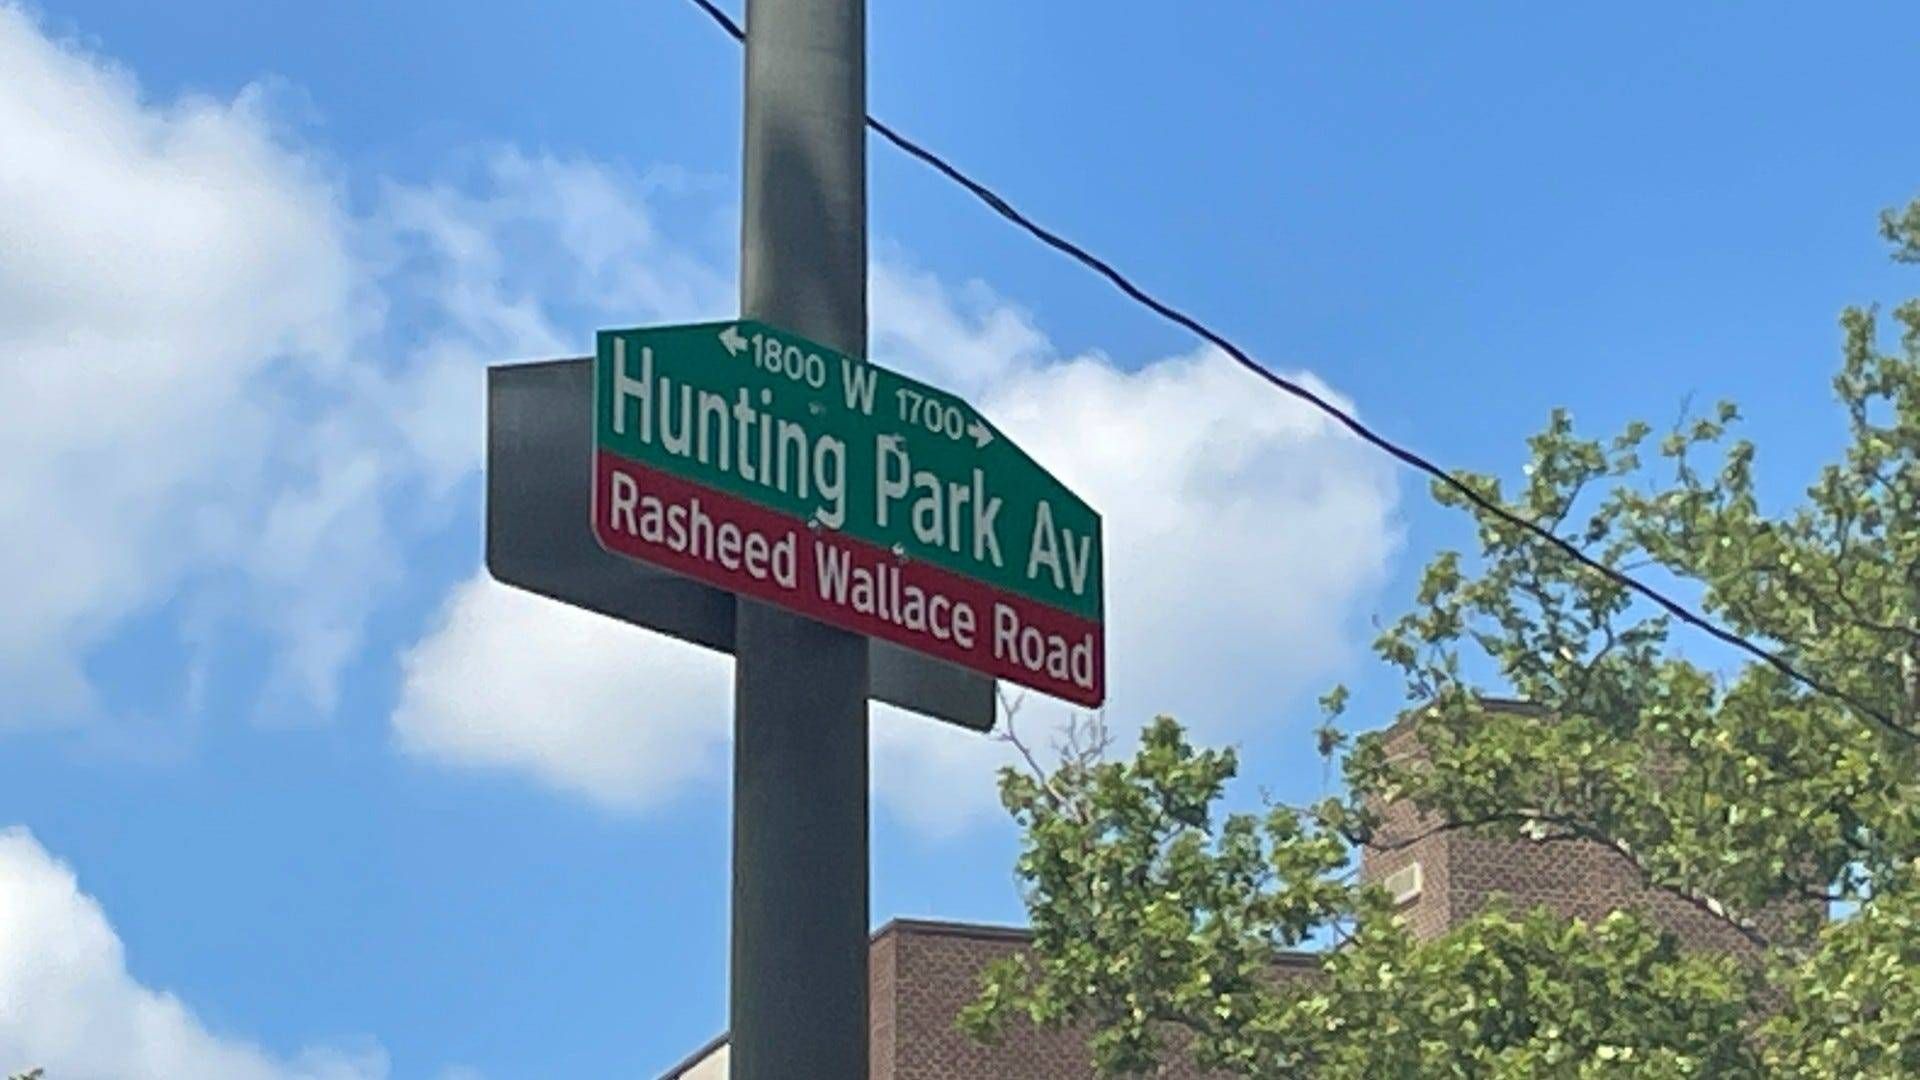 ←1800 W 1700→
Hunting Park Av
Rasheed Wallace Road